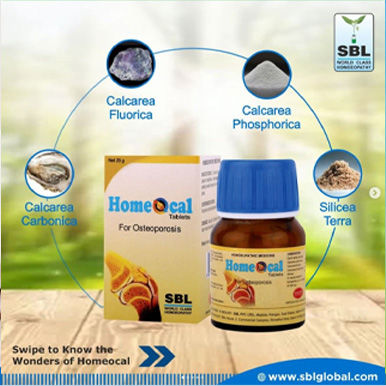 SBL
WORLD CLASS
HOMOEOPATHY
Calcarea
Fluorica
Calcarea
Phosphorica
Calcarea
Carbonica
Silicea
Terra
Net 25 g
HomeOcal
Tablets
For Osteoporosis
SBL
WORLD CLASS
HOMOEOPATHY
HOMOEOPATHIC MEDICINE
HomeOcal
Tablets
For Osteoporosis
Swipe to Know the
Wonders of Homeocal
www.sblglobal.com